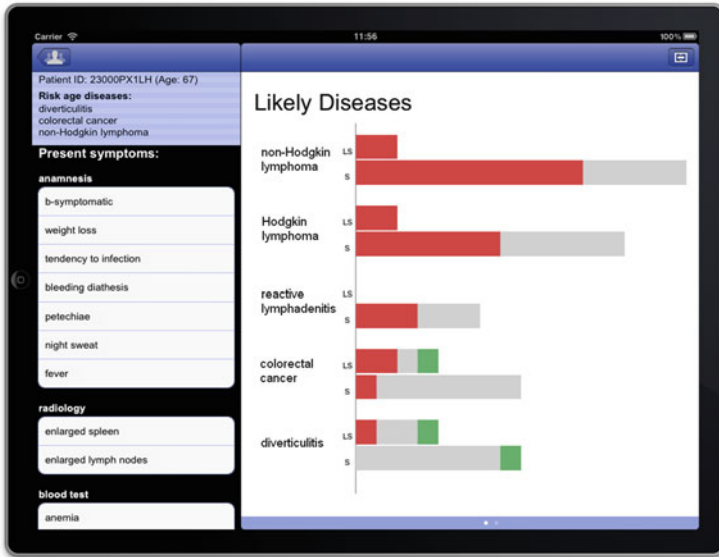 Carrier
11:56
100%
Patient ID: 23000PX1LH (Age: 67)
Risk age diseases:
diverticulitis
colorectal cancer
non-Hodgkin lymphoma
Present symptoms:
anamnesis
b-symptomatic
weight loss
tendency to infection
bleeding diathesis
petechiae
night sweat
fever
radiology
enlarged spleen
enlarged lymph nodes
blood test
anemia
Likely Diseases
non-Hodgkin
lymphoma
LS
S
Hodgkin
lymphoma
LS
S
reactive
lymphadenitis
LS
S
colorectal
cancer
LS
S
diverticulitis
LS
S